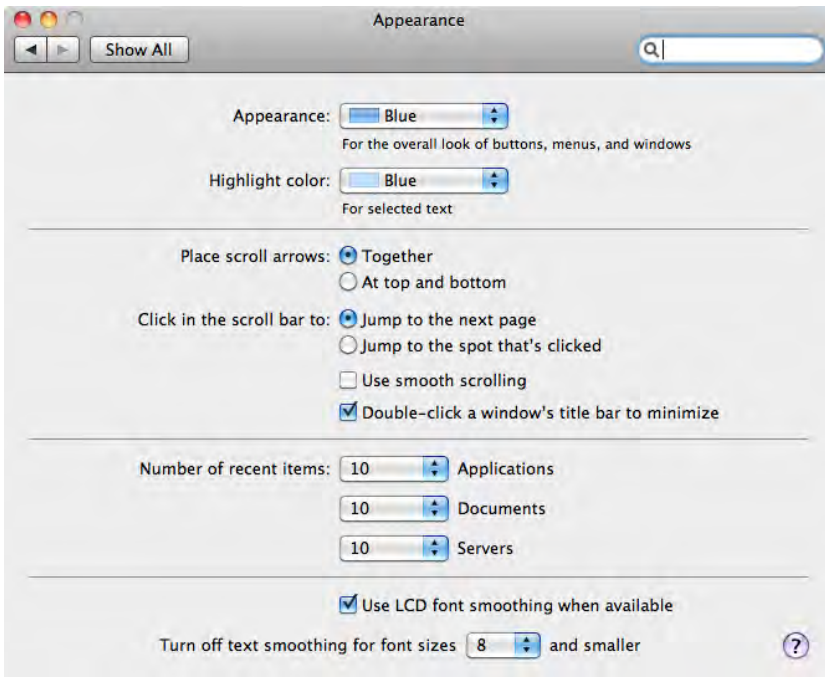 Appearance
Show All
Appearance: Blue
For the overall look of buttons, menus, and windows
Highlight color: Blue
For selected text
Place scroll arrows: Together
At top and bottom
Click in the scroll bar to: Jump to the next page
Jump to the spot that's clicked
Use smooth scrolling
Double-click a window's title bar to minimize
Number of recent items: 10 Applications
10 Documents
10 Servers
Use LCD font smoothing when available
Turn off text smoothing for font sizes 8 and smaller ?